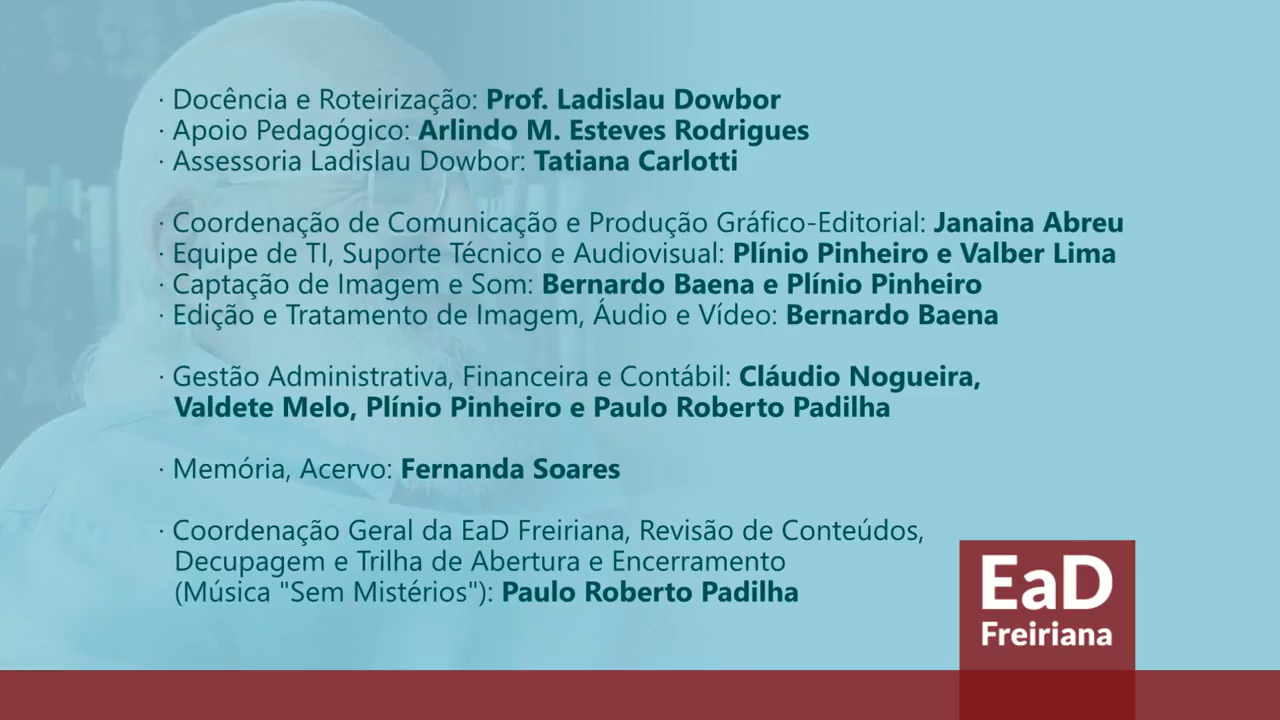 · Docência e Roteirização: Prof. Ladislau Dowbor
· Apoio Pedagógico: Arlindo M. Esteves Rodrigues
· Assessoria Ladislau Dowbor: Tatiana Carlotti
· Coordenação de Comunicação e Produção Gráfico-Editorial: Janaina Abreu
· Equipe de TI, Suporte Técnico e Audiovisual: Plínio Pinheiro e Valber Lima
· Captação de Imagem e Som: Bernardo Baena e Plínio Pinheiro
· Edição e Tratamento de Imagem, Áudio e Vídeo: Bernardo Baena
· Gestão Administrativa, Financeira e Contábil: Cláudio Nogueira,
Valdete Melo, Plínio Pinheiro e Paulo Roberto Padilha
· Memória, Acervo: Fernanda Soares
· Coordenação Geral da EaD Freiriana, Revisão de Conteúdos,
Decupagem e Trilha de Abertura e Encerramento
(Música "Sem Mistérios"): Paulo Roberto Padilha
EaD
Freiriana